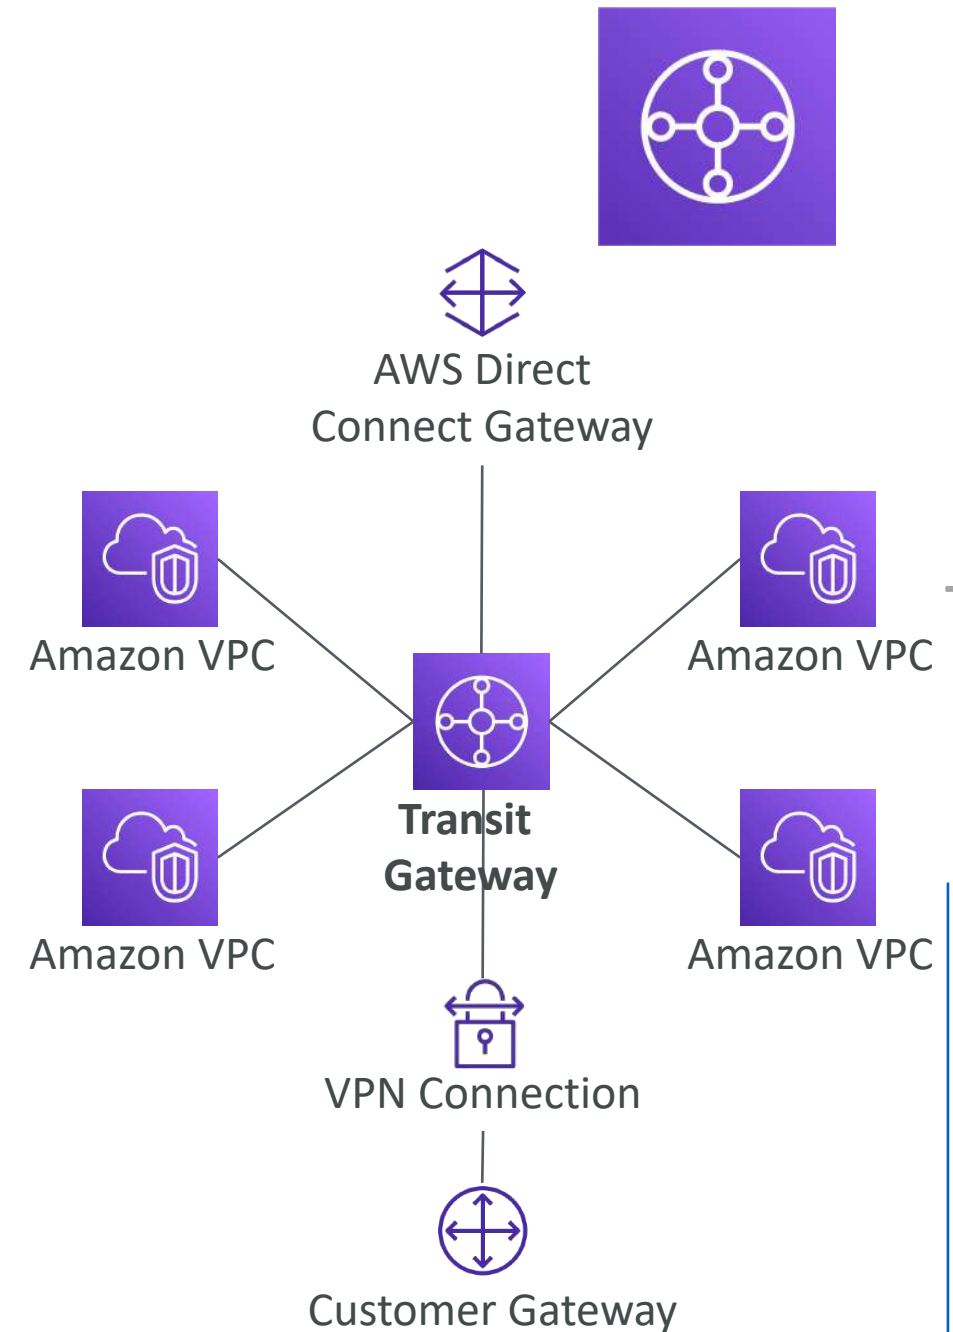 AWS Direct
Connect Gateway
Amazon VPC
Amazon VPC
Transit
Gateway
Amazon VPC
Amazon VPC
VPN Connection
Customer Gateway